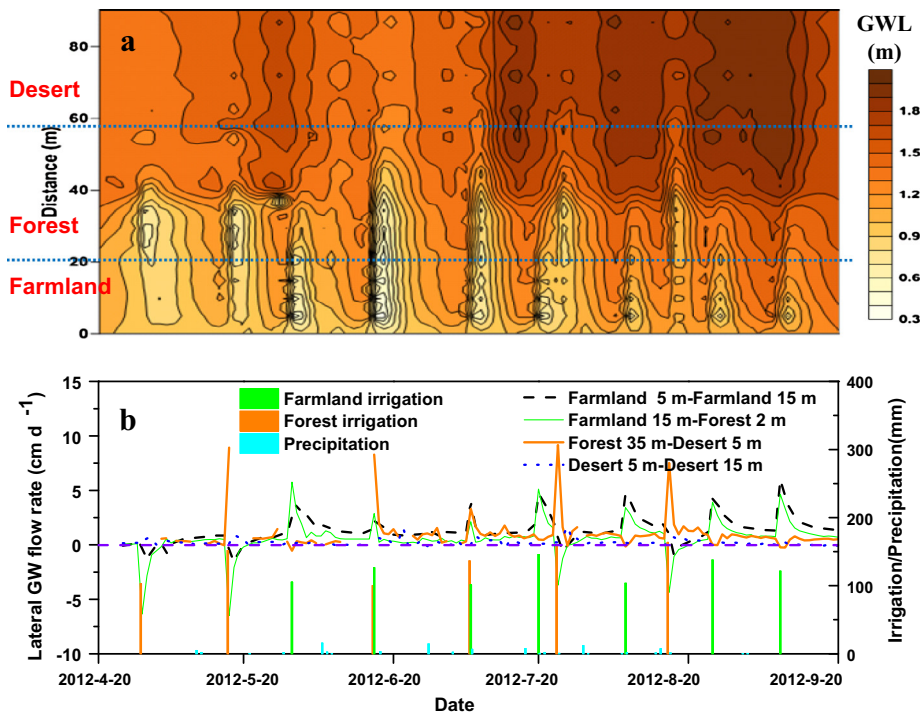 a
GWL
(m)
80
60
40
20
0
Distance (m)
Desert
Forest
Farmland
1.8
1.5
1.2
0.9
0.6
0.3
b
15
10
5
0
-5
-10
Lateral GW flow rate (cm d⁻¹)
Farmland irrigation
Forest irrigation
Precipitation
Farmland 5 m-Farmland 15 m
Farmland 15 m-Forest 2 m
Forest 35 m-Desert 5 m
Desert 5 m-Desert 15 m
400
300
200
100
0
Irrigation/Precipitation(mm)
2012-4-20 2012-5-20 2012-6-20 2012-7-20 2012-8-20 2012-9-20
Date